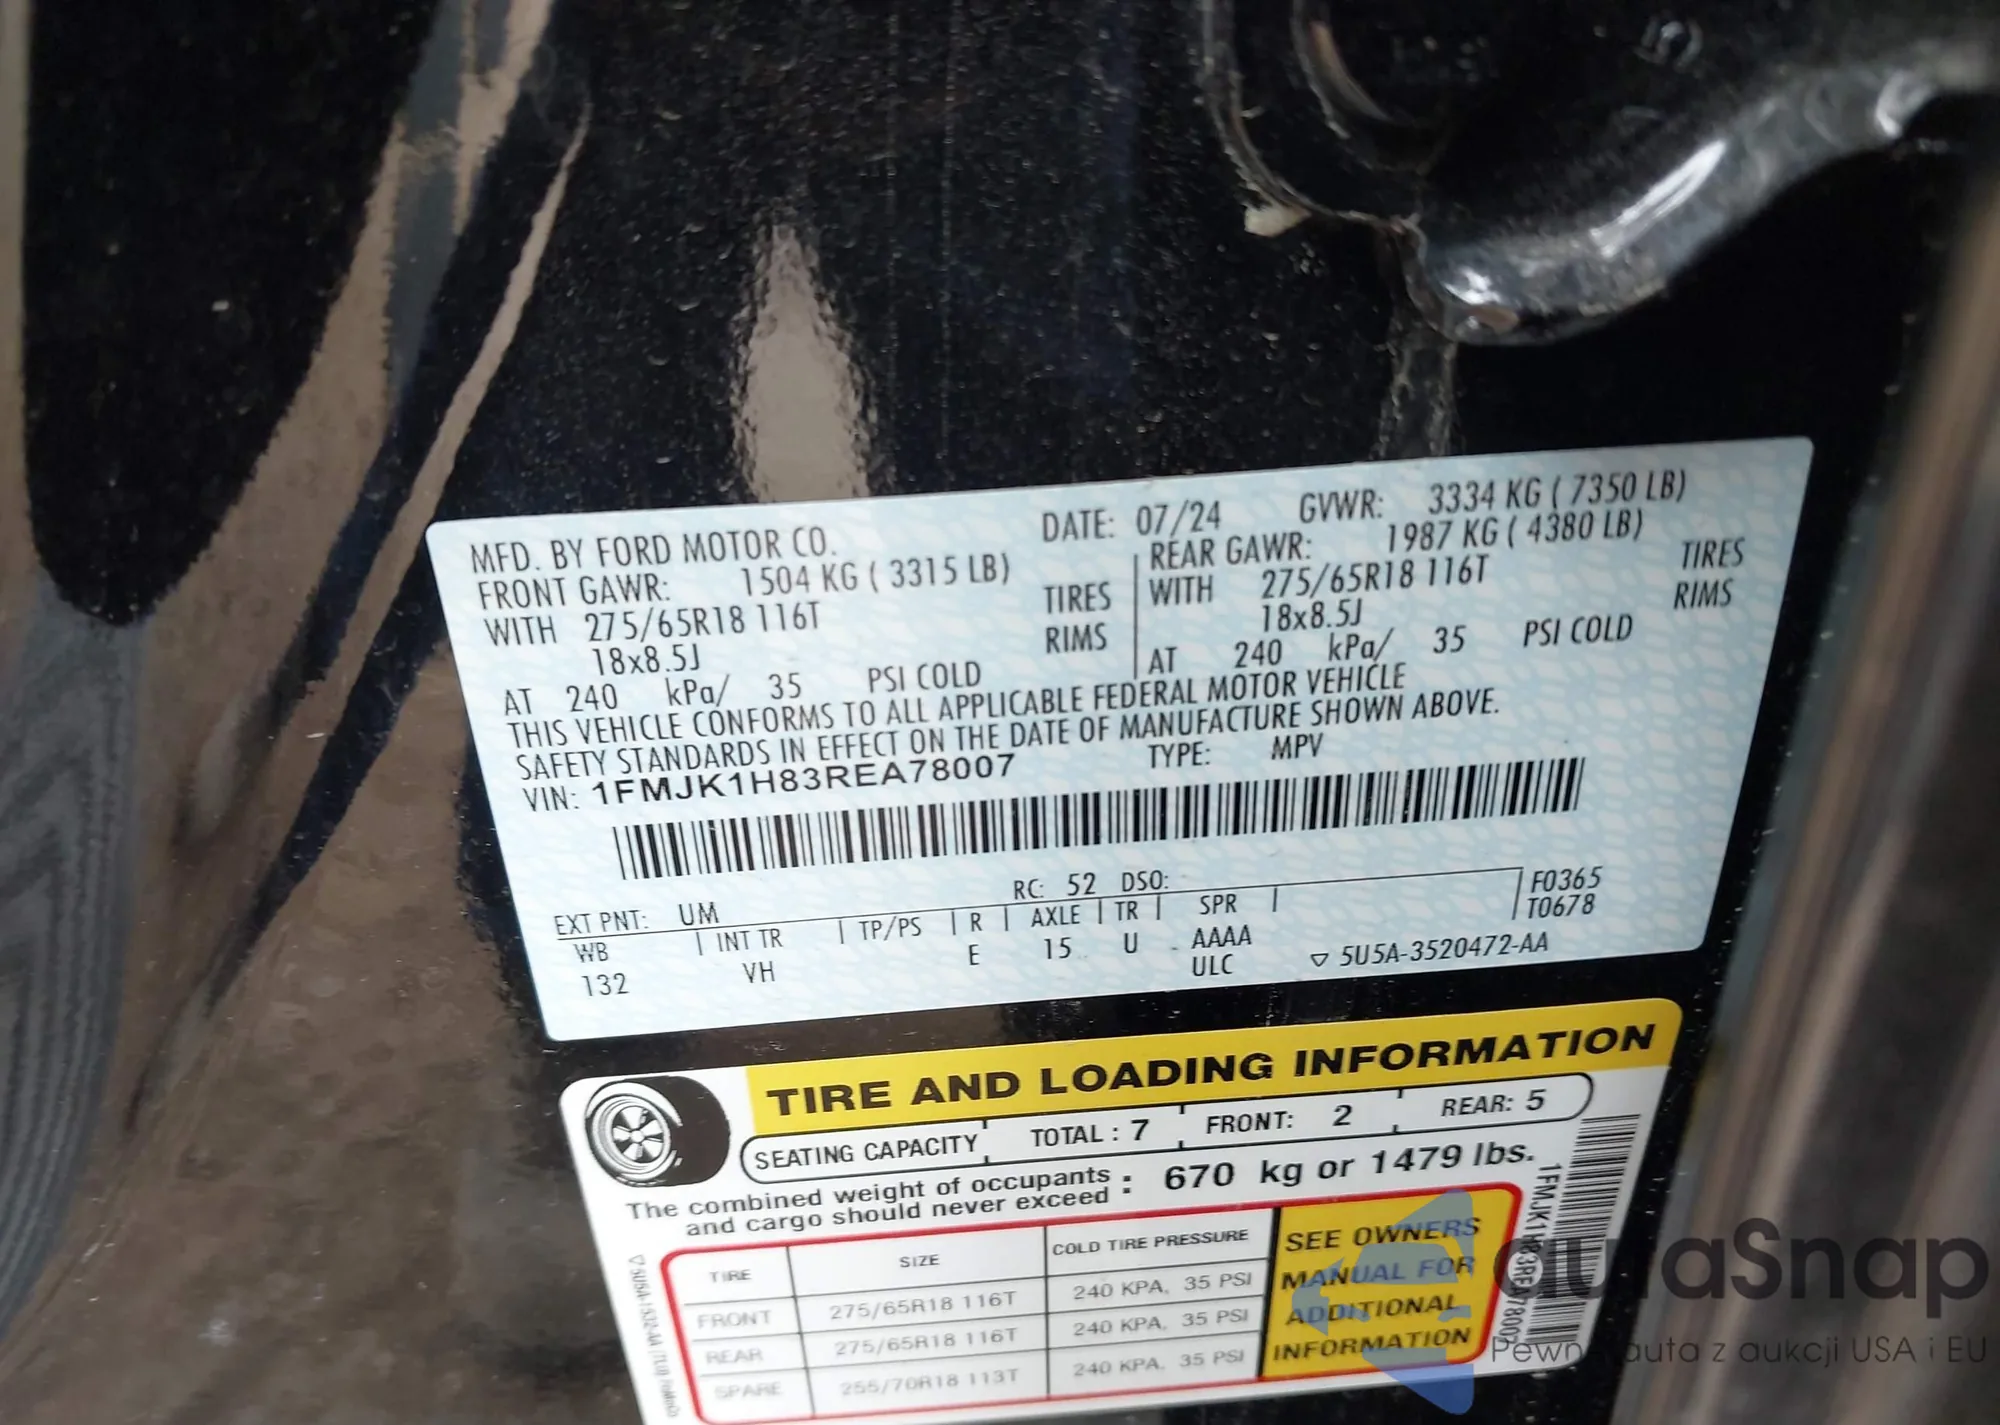 MFD. BY FORD MOTOR CO. DATE: 07/24 GVWR: 3334 KG ( 7350 LB)
FRONT GAWR: 1504 KG ( 3315 LB) REAR GAWR: 1987 KG ( 4380 LB)
WITH 275/65R18 116T TIRES WITH 275/65R18 116T TIRES
18x8.5J RIMS 18x8.5J RIMS
AT 240 kPa/ 35 PSI COLD AT 240 kPa/ 35 PSI COLD
THIS VEHICLE CONFORMS TO ALL APPLICABLE FEDERAL MOTOR VEHICLE
SAFETY STANDARDS IN EFFECT ON THE DATE OF MANUFACTURE SHOWN ABOVE.
VIN: 1FMJK1H83REA78007 TYPE: MPV
EXT PNT: UM RC: 52 DSO: F0365
WB INT TR TP/PS R AXLE TR SPR T0678
132 VH E 15 U AAAA
ULC ▽ 5U5A-3520472-AA
TIRE AND LOADING INFORMATION
SEATING CAPACITY TOTAL : 7 FRONT: 2 REAR: 5
The combined weight of occupants
and cargo should never exceed : 670 kg or 1479 lbs.
TIRE SIZE COLD TIRE PRESSURE
FRONT 275/65R18 116T 240 KPA, 35 PSI
REAR 275/65R18 116T 240 KPA, 35 PSI
SPARE 255/70R18 113T 240 KPA, 35 PSI
SEE OWNERS
MANUAL FOR
ADDITIONAL
INFORMATION
1FMJK1H83REA78007
auraSnap
Pewne auta z aukcji USA i EU